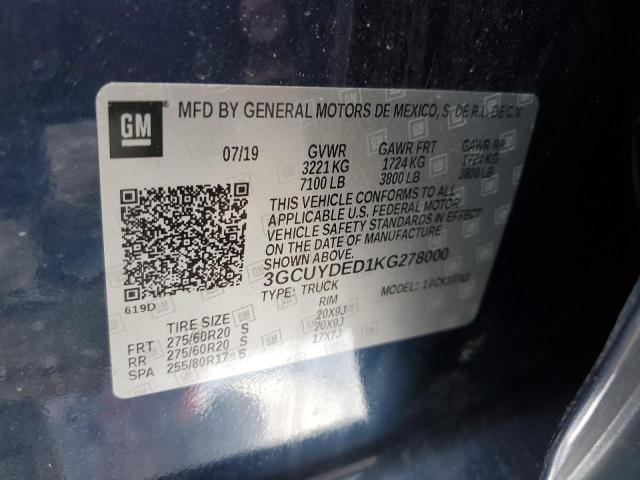 GM
MFD BY GENERAL MOTORS DE MEXICO, S. DE R.L. DE C.V.
07/19 GVWR GAWR FRT GAWR RR
3221 KG 1724 KG 1724 KG
7100 LB 3800 LB 3800 LB
THIS VEHICLE CONFORMS TO ALL
APPLICABLE U.S. FEDERAL MOTOR
VEHICLE SAFETY STANDARDS IN EFFECT
ON THE DATE OF MANUFACTURE
3GCUYDED1KG278000
TYPE: TRUCK MODEL:
619D
TIRE SIZE RIM
FRT 275/60R20 S 20X9J
RR 275/60R20 S 20X9J
SPA 255/80R17 S 17X7J